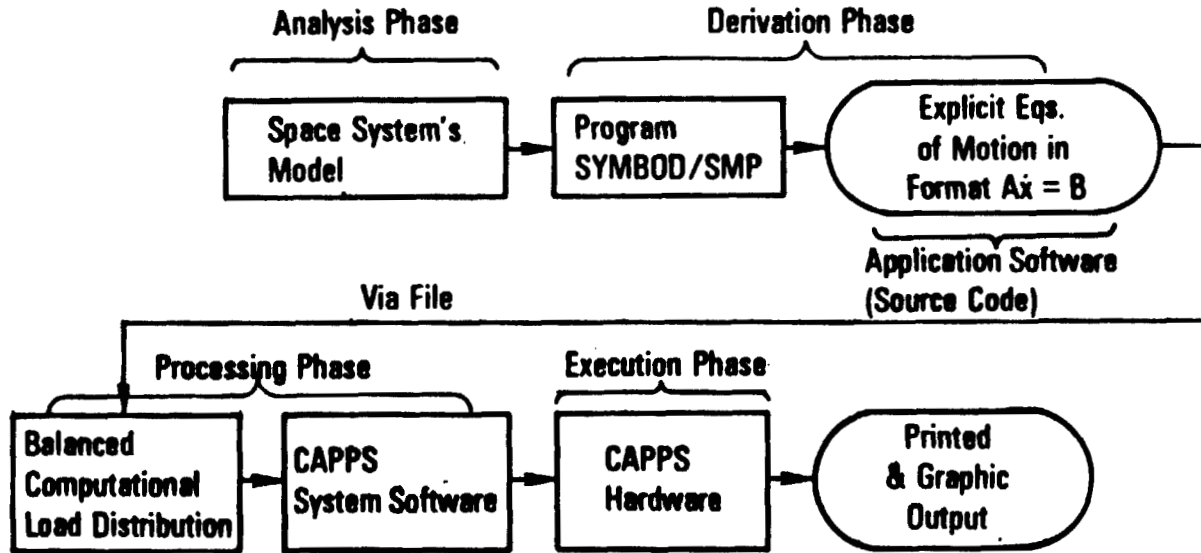 Analysis Phase
Derivation Phase
Space System's
Model
Program
SYMBOD/SMP
Explicit Eqs.
of Motion in
Format Aẋ = B
Application Software
(Source Code)
Via File
Processing Phase
Execution Phase
Balanced
Computational
Load Distribution
CAPPS
System Software
CAPPS
Hardware
Printed
& Graphic
Output